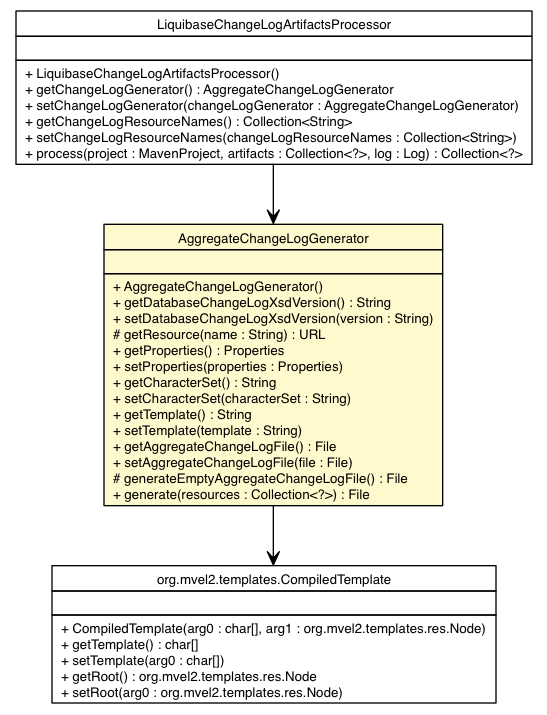 LiquibaseChangeLogArtifactsProcessor
+ LiquibaseChangeLogArtifactsProcessor()
+ getChangeLogGenerator() : AggregateChangeLogGenerator
+ setChangeLogGenerator(changeLogGenerator : AggregateChangeLogGenerator)
+ getChangeLogResourceNames() : Collection<String>
+ setChangeLogResourceNames(changeLogResourceNames : Collection<String>)
+ process(project : MavenProject, artifacts : Collection<?>, log : Log) : Collection<?>
AggregateChangeLogGenerator
+ AggregateChangeLogGenerator()
+ getDatabaseChangeLogXsdVersion() : String
+ setDatabaseChangeLogXsdVersion(version : String)
# getResource(name : String) : URL
+ getProperties() : Properties
+ setProperties(properties : Properties)
+ getCharacterSet() : String
+ setCharacterSet(characterSet : String)
+ getTemplate() : String
+ setTemplate(template : String)
+ getAggregateChangeLogFile() : File
+ setAggregateChangeLogFile(file : File)
# generateEmptyAggregateChangeLogFile() : File
+ generate(resources : Collection<?>) : File
org.mvel2.templates.CompiledTemplate
+ CompiledTemplate(arg0 : char[], arg1 : org.mvel2.templates.res.Node)
+ getTemplate() : char[]
+ setTemplate(arg0 : char[])
+ getRoot() : org.mvel2.templates.res.Node
+ setRoot(arg0 : org.mvel2.templates.res.Node)